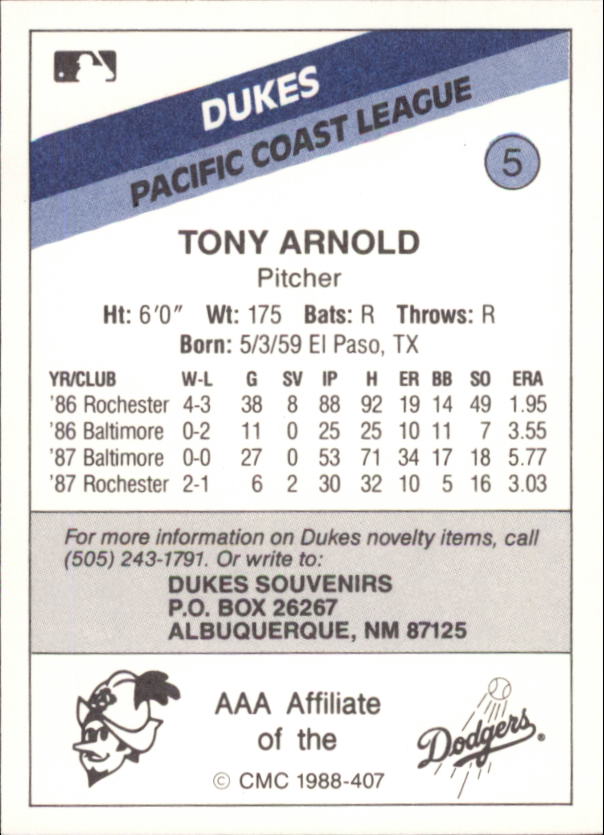 DUKES
PACIFIC COAST LEAGUE
5
TONY ARNOLD
Pitcher
Ht: 6'0" Wt: 175 Bats: R Throws: R
Born: 5/3/59 El Paso, TX
YR/CLUB W-L G SV IP H ER BB SO ERA
'86 Rochester 4-3 38 8 88 92 19 14 49 1.95
'86 Baltimore 0-2 11 0 25 25 10 11 7 3.55
'87 Baltimore 0-0 27 0 53 71 34 17 18 5.77
'87 Rochester 2-1 6 2 30 32 10 5 16 3.03
For more information on Dukes novelty items, call
(505) 243-1791. Or write to:
DUKES SOUVENIRS
P.O. BOX 26267
ALBUQUERQUE, NM 87125
AAA Affiliate
of the
Dodgers®
© CMC 1988-407